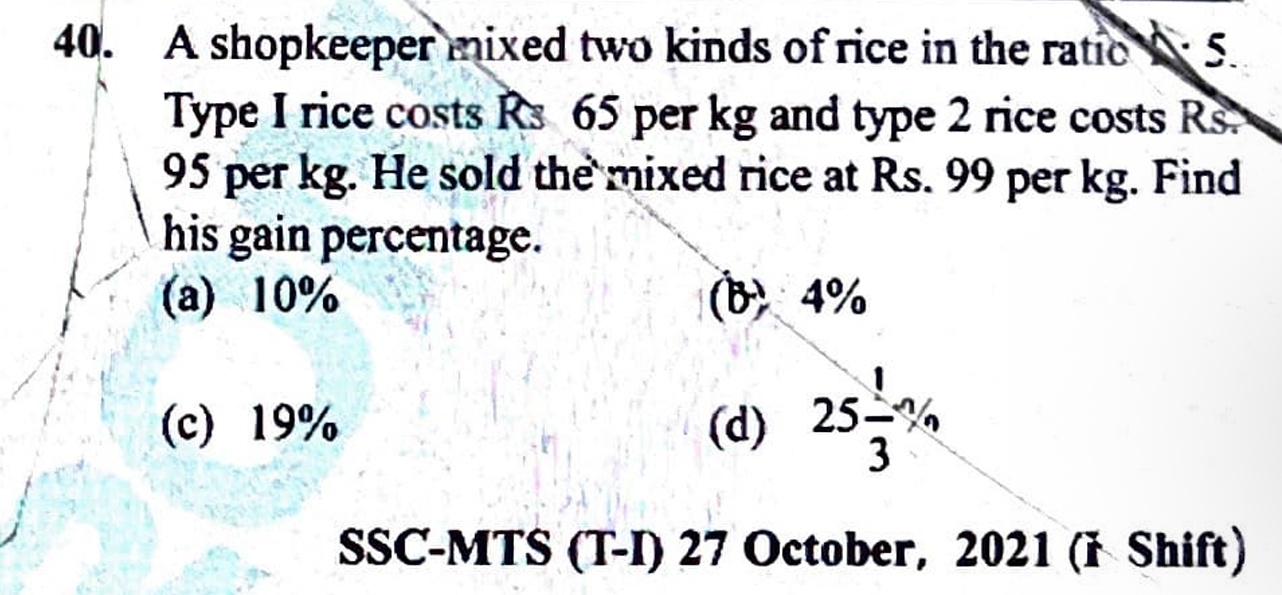 40. A shopkeeper mixed two kinds of rice in the ratio : 5.
Type I rice costs Rs 65 per kg and type 2 rice costs Rs.
95 per kg. He sold the mixed rice at Rs. 99 per kg. Find
his gain percentage.
(a) 10% (b) 4%
(c) 19% (d) 25 1/3 %
SSC-MTS (T-I) 27 October, 2021 (I Shift)